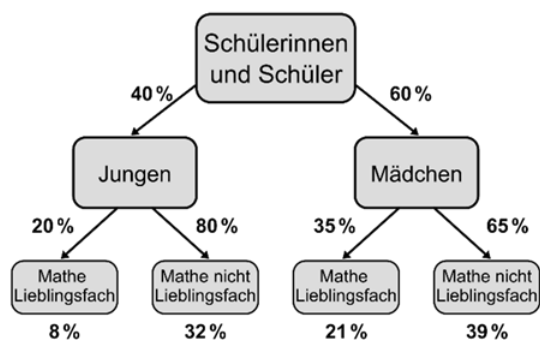 Schülerinnen
und Schüler
40 %
60 %
Jungen
Mädchen
20 %
80 %
35 %
65 %
Mathe
Lieblingsfach
Mathe nicht
Lieblingsfach
Mathe
Lieblingsfach
Mathe nicht
Lieblingsfach
8 %
32 %
21 %
39 %